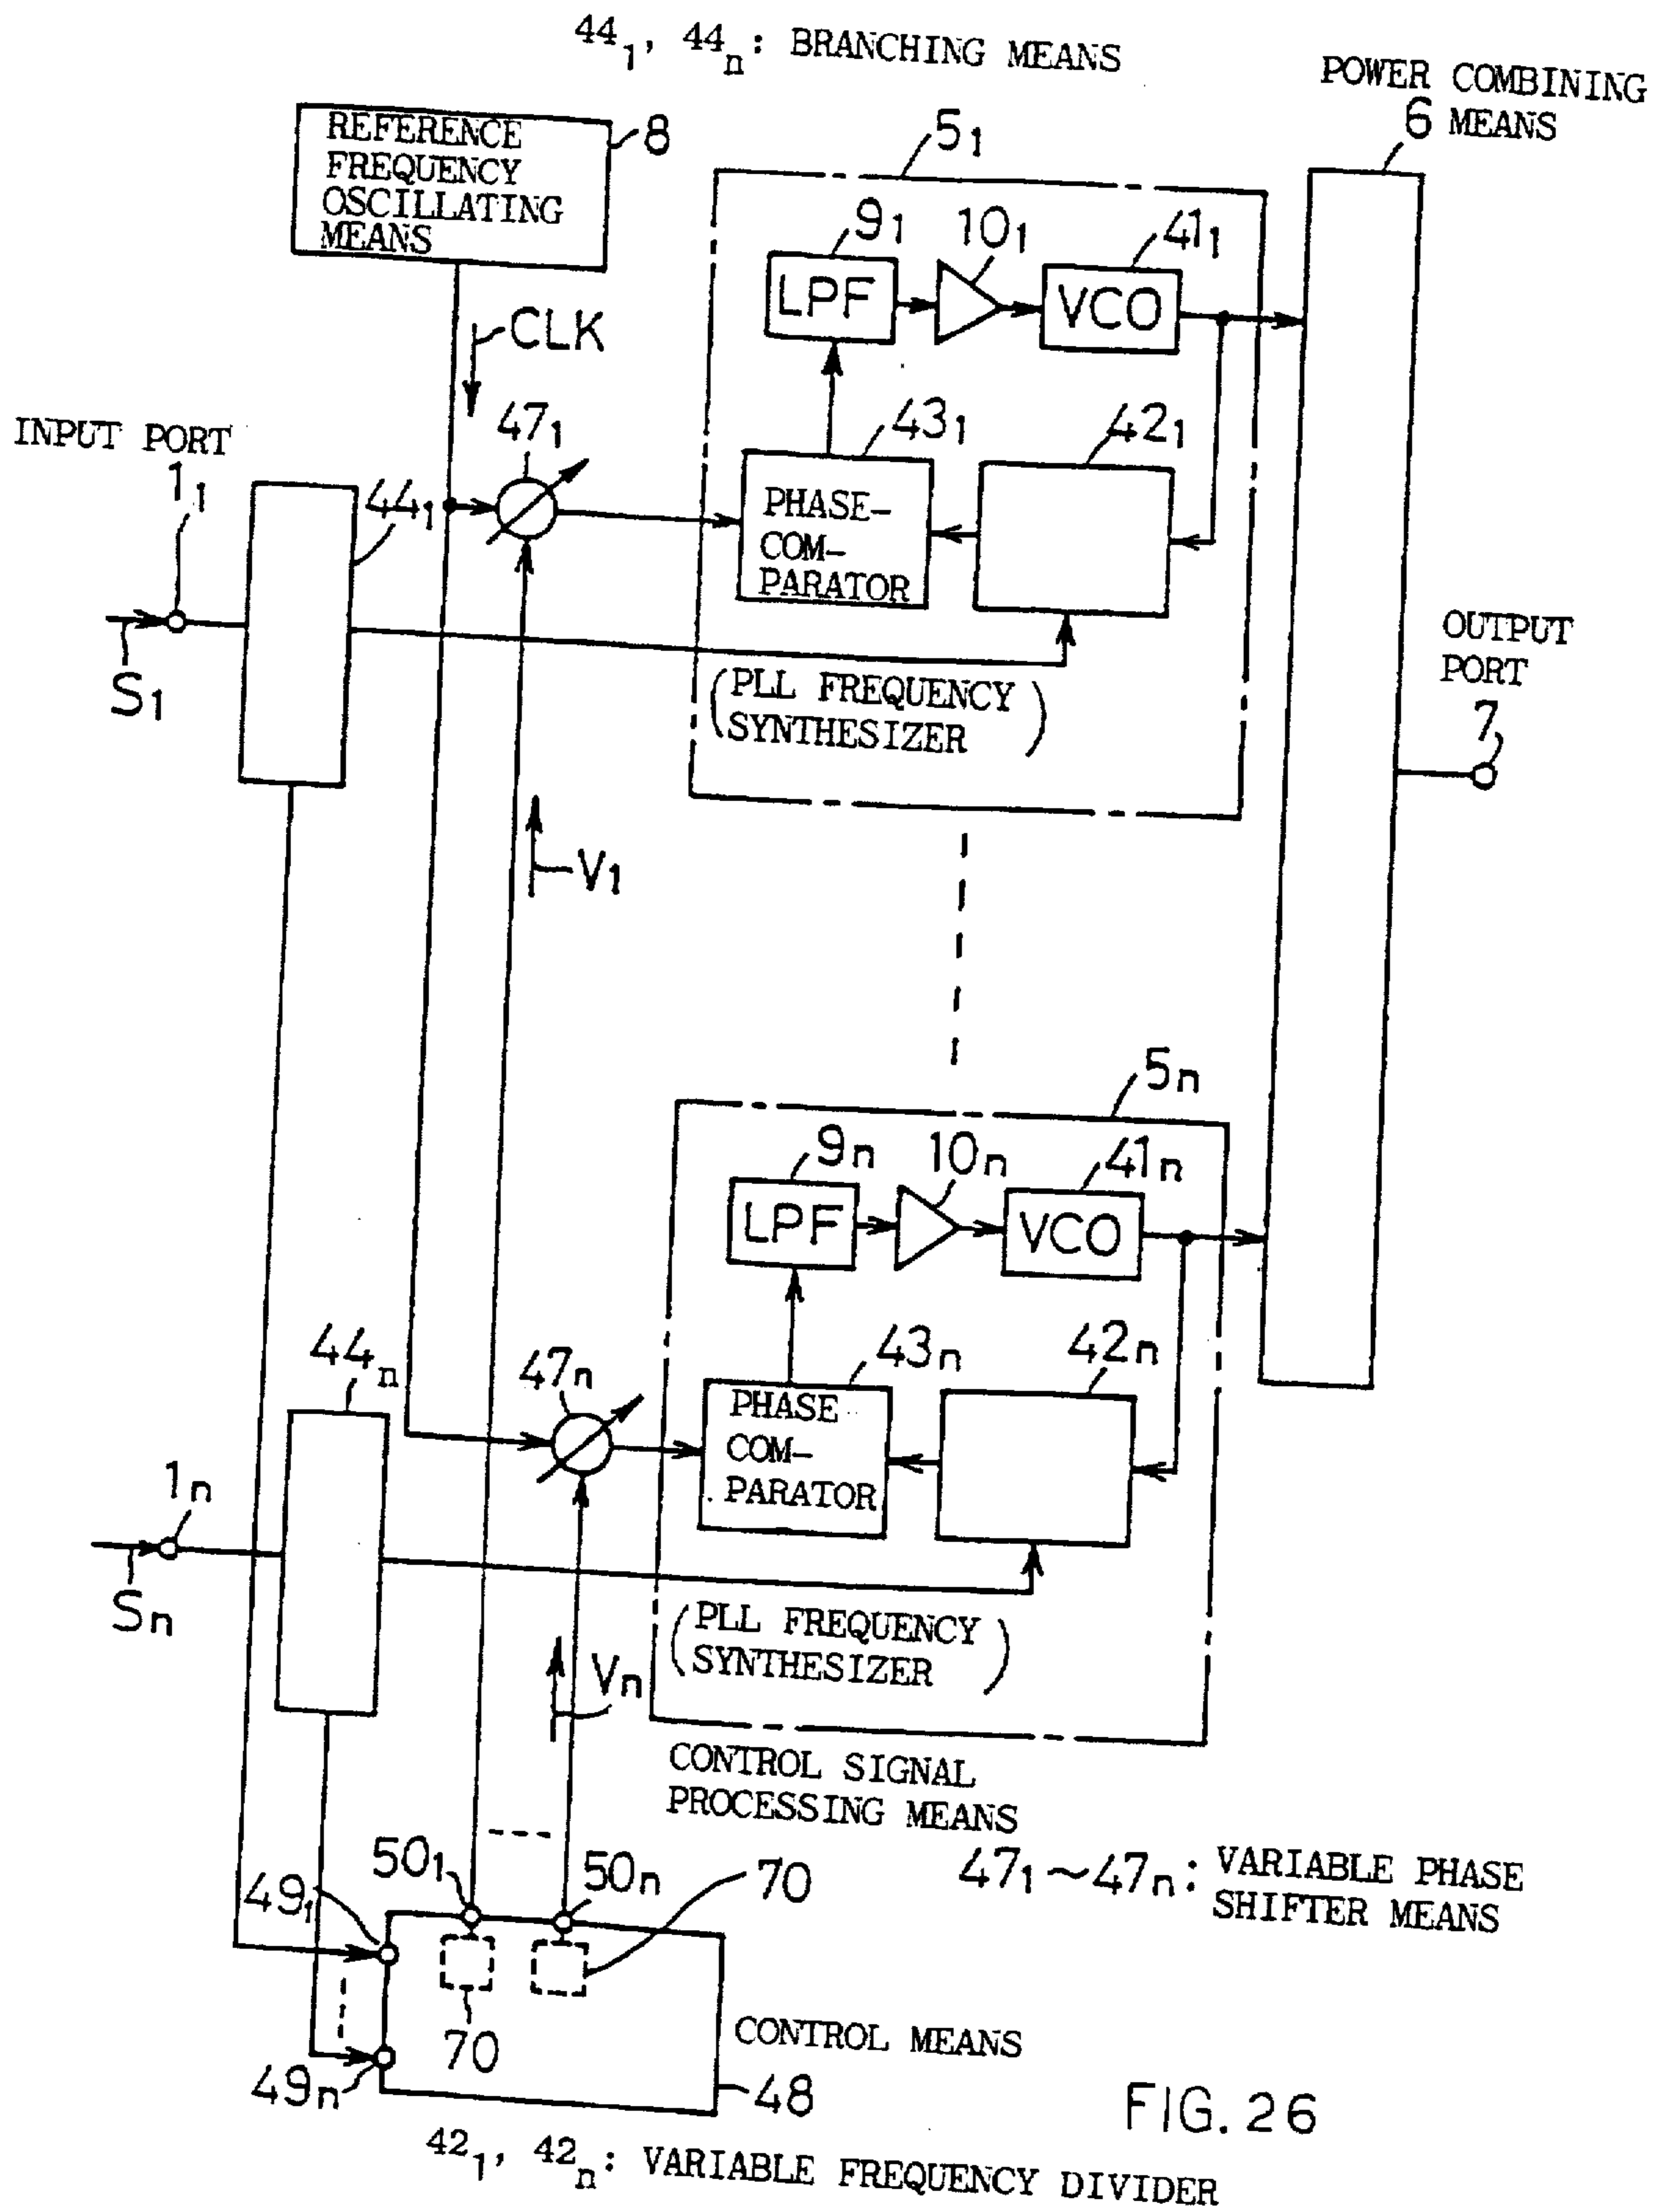 44₁, 44ₙ: BRANCHING MEANS
POWER COMBINING
6 MEANS
REFERENCE
FREQUENCY
OSCILLATING
MEANS
8
5₁
9₁
10₁
41₁
LPF
VCO
CLK
INPUT PORT
1₁
44₁
47₁
43₁
42₁
PHASE-
COM-
PARATOR
S₁
(PLL FREQUENCY
SYNTHESIZER)
OUTPUT
PORT
7
V₁
5ₙ
9ₙ
10ₙ
41ₙ
LPF
VCO
44ₙ
47ₙ
43ₙ
42ₙ
PHASE
COM-
PARATOR
1ₙ
Sₙ
(PLL FREQUENCY
SYNTHESIZER)
Vₙ
CONTROL SIGNAL
PROCESSING MEANS
50₁
50ₙ
70
47₁~47ₙ: VARIABLE PHASE
SHIFTER MEANS
49₁
70
CONTROL MEANS
49ₙ
48
FIG. 26
42₁, 42ₙ: VARIABLE FREQUENCY DIVIDER